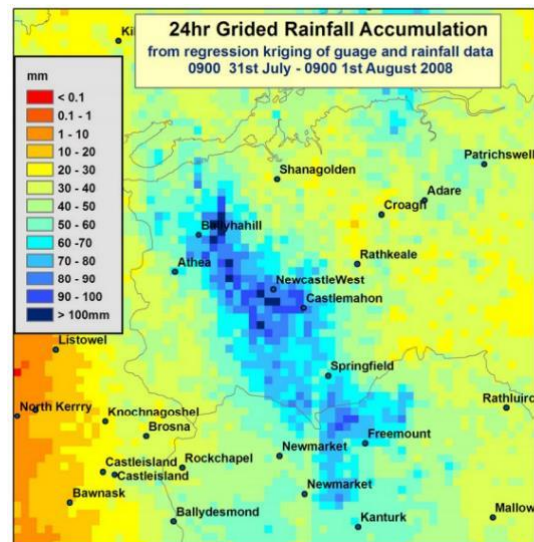 24hr Grided Rainfall Accumulation
from regression kriging of guage and rainfall data
0900 31st July - 0900 1st August 2008
mm
< 0.1
0.1 - 1
1 - 10
10 - 20
20 - 30
30 - 40
40 - 50
50 - 60
60 -70
70 - 80
80 - 90
90 - 100
> 100mm
Patrichswell
Shanagolden
Adare
Croagh
Ballyhahill
Rathkeale
Athea
NewcastleWest
Castlemahon
Listowel
Springfield
Rathluirc
North Kerrry
Knochnagoshel
Brosna
Freemount
Newmarket
Rockchapel
Castleisland
Castleisland
Bawnask
Newmarket
Mallow
Ballydesmond
Kanturk